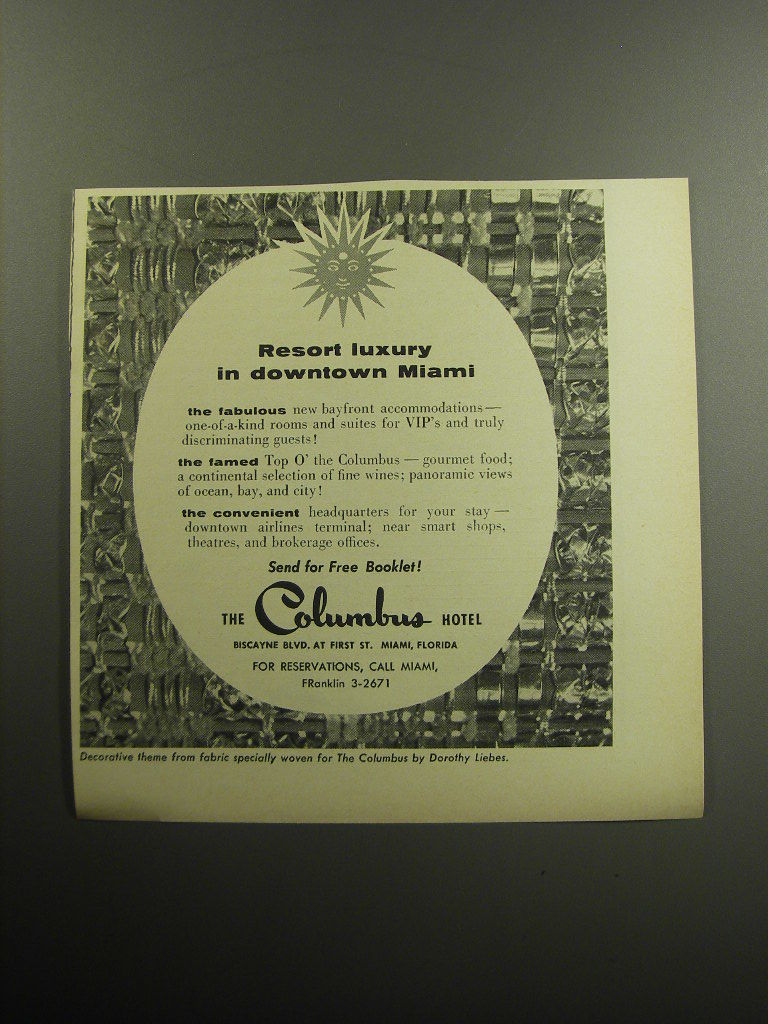 Resort luxury
in downtown Miami
the fabulous new bayfront accommodations—
one-of-a-kind rooms and suites for VIP's and truly
discriminating guests!
the famed Top O' the Columbus — gourmet food;
a continental selection of fine wines; panoramic views
of ocean, bay, and city!
the convenient headquarters for your stay —
downtown airlines terminal; near smart shops,
theatres, and brokerage offices.
Send for Free Booklet!
THE Columbus HOTEL
BISCAYNE BLVD. AT FIRST ST. MIAMI, FLORIDA
FOR RESERVATIONS, CALL MIAMI,
FRanklin 3-2671
Decorative theme from fabric specially woven for The Columbus by Dorothy Liebes.